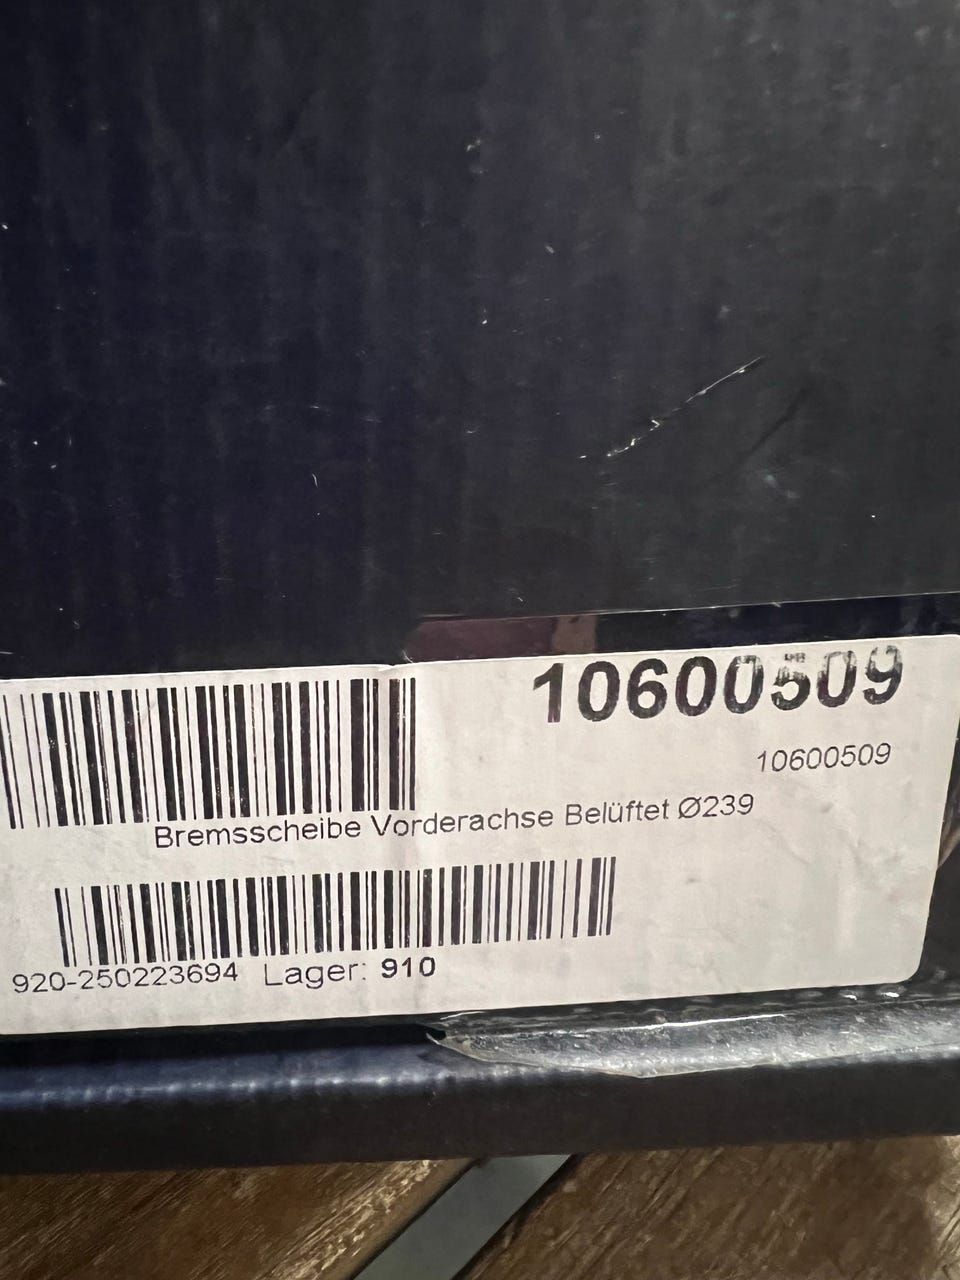 10600509
10600509
Bremsscheibe Vorderachse Belüftet Ø239
920-250223694 Lager: 910